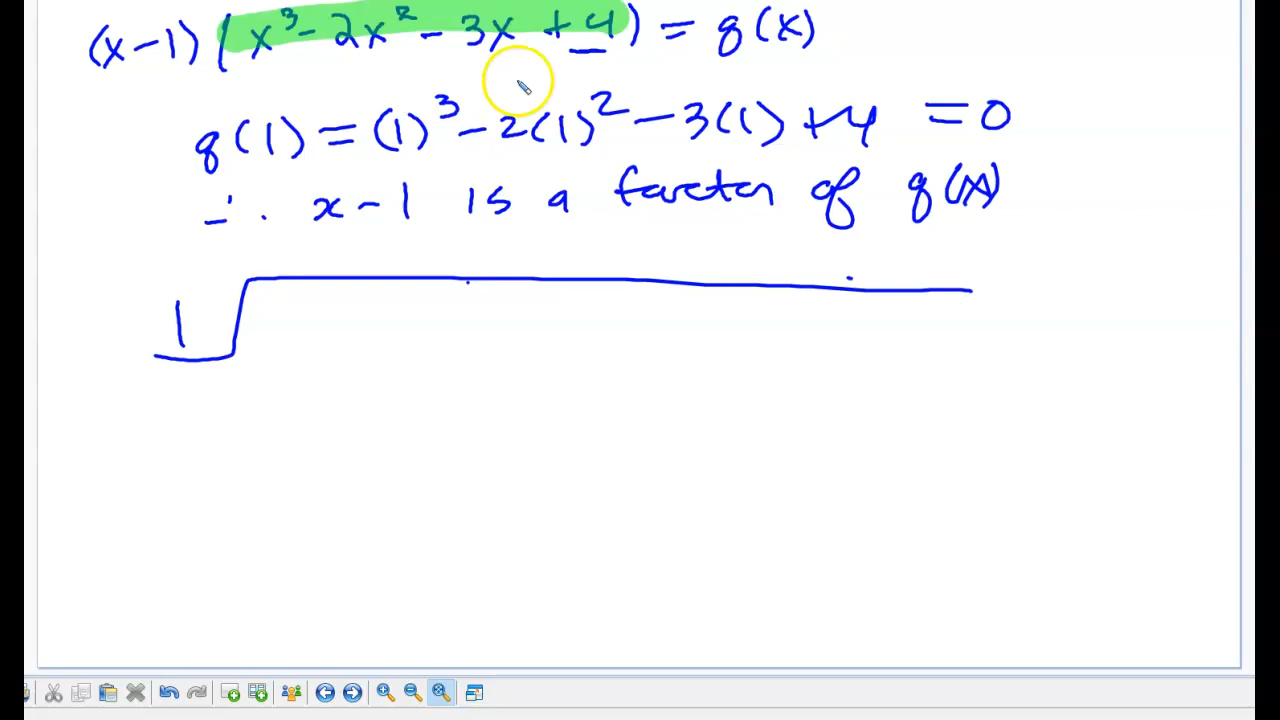 (x-1)(x³-2x²-3x+4) = g(x)
g(1) = (1)³-2(1)²-3(1)+4 =0
∴ x-1 is a factor of g(x)
1